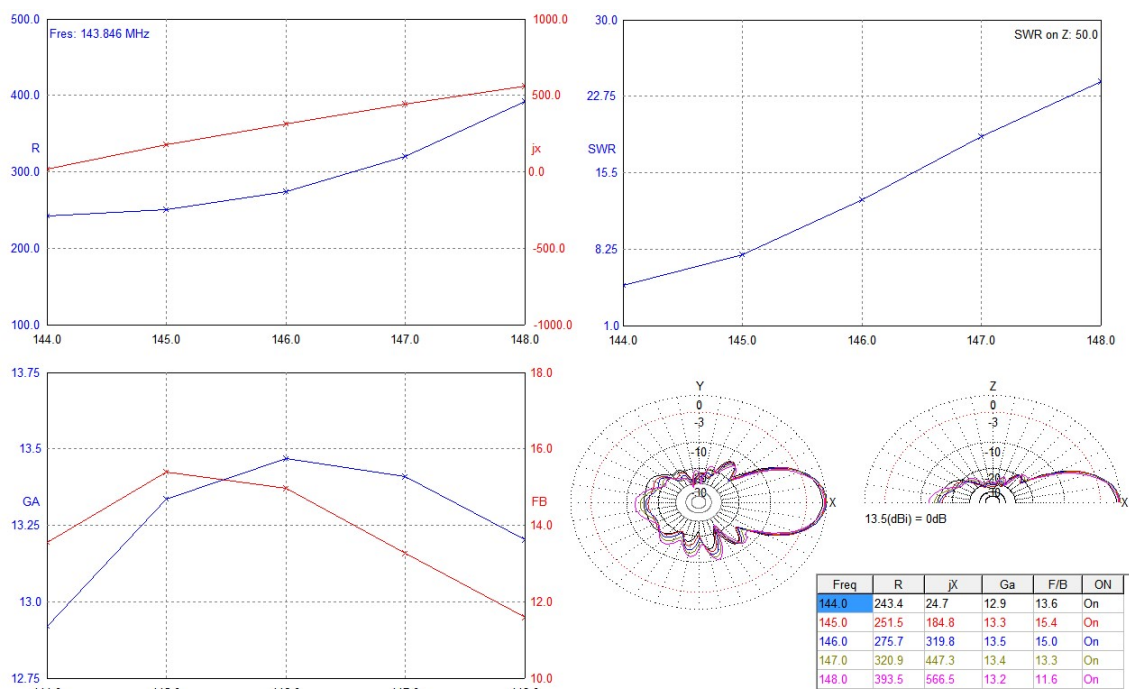 500.0
1000.0
Fres: 143.846 MHz
400.0
500.0
R
jx
300.0
0.0
200.0
-500.0
100.0
-1000.0
144.0 145.0 146.0 147.0 148.0
30.0
SWR on Z: 50.0
22.75
SWR
15.5
8.25
1.0
144.0 145.0 146.0 147.0 148.0
13.75
18.0
13.5
16.0
GA
FB
13.25
14.0
13.0
12.0
12.75
10.0
Y
0
-3
-10
X
Z
0
-3
-10
X
13.5(dBi) = 0dB
Freq R jX Ga F/B ON
144.0 243.4 24.7 12.9 13.6 On
145.0 251.5 184.8 13.3 15.4 On
146.0 275.7 319.8 13.5 15.0 On
147.0 320.9 447.3 13.4 13.3 On
148.0 393.5 566.5 13.2 11.6 On